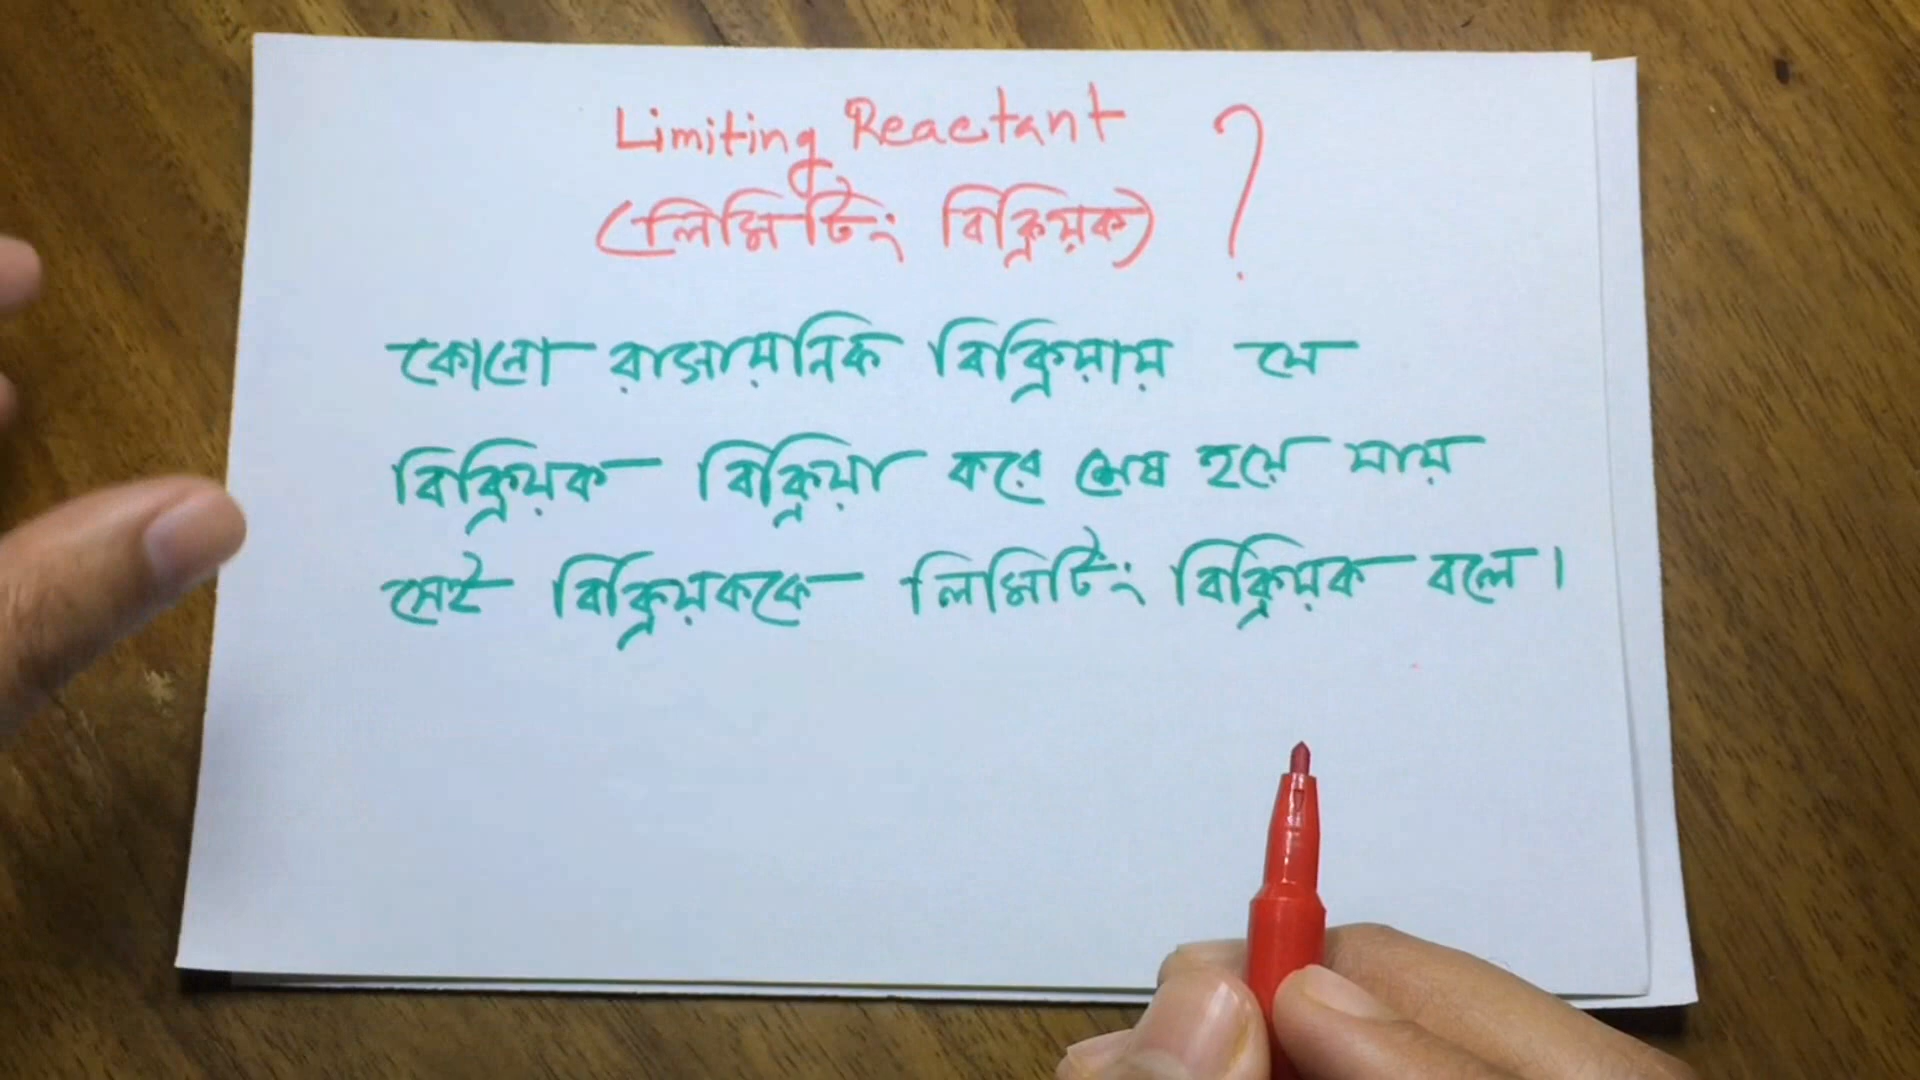 Limiting Reactant ?
(লিমিটিং বিক্রিয়ক)
কোনো রাসায়নিক বিক্রিয়ায় যে
বিক্রিয়ক বিক্রিয়া করে শেষ হয়ে যায়
সেই বিক্রিয়ককে লিমিটিং বিক্রিয়ক বলে।